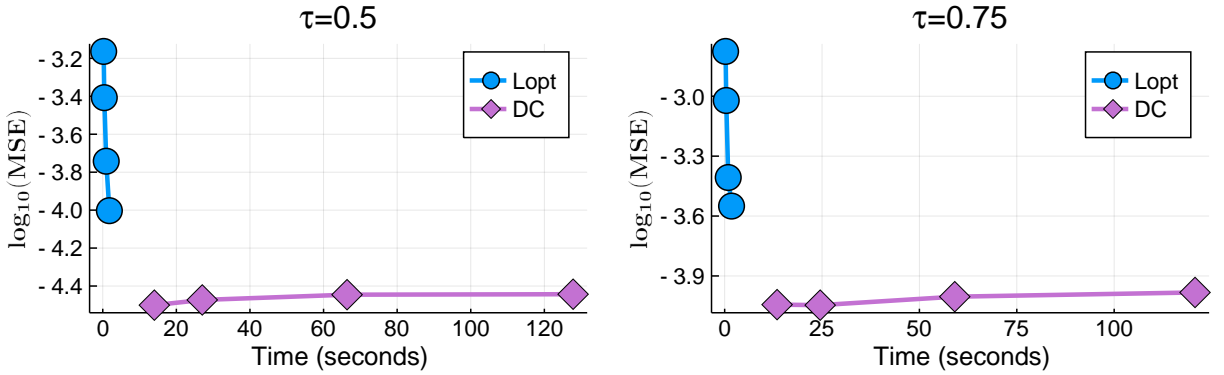 τ=0.5
log₁₀(MSE)
- 3.2
- 3.4
- 3.6
- 3.8
- 4.0
- 4.2
- 4.4
Lopt
DC
0 20 40 60 80 100 120
Time (seconds)
τ=0.75
log₁₀(MSE)
- 3.0
- 3.3
- 3.6
- 3.9
Lopt
DC
0 25 50 75 100
Time (seconds)